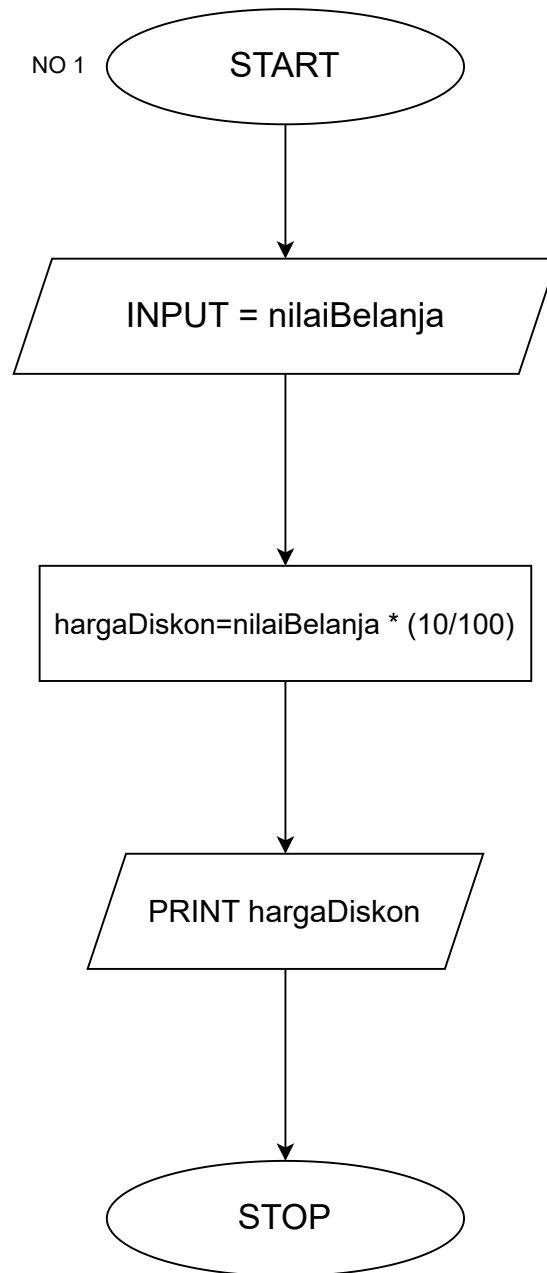 NO 1
START
INPUT = nilaiBelanja
hargaDiskon=nilaiBelanja * (10/100)
PRINT hargaDiskon
STOP